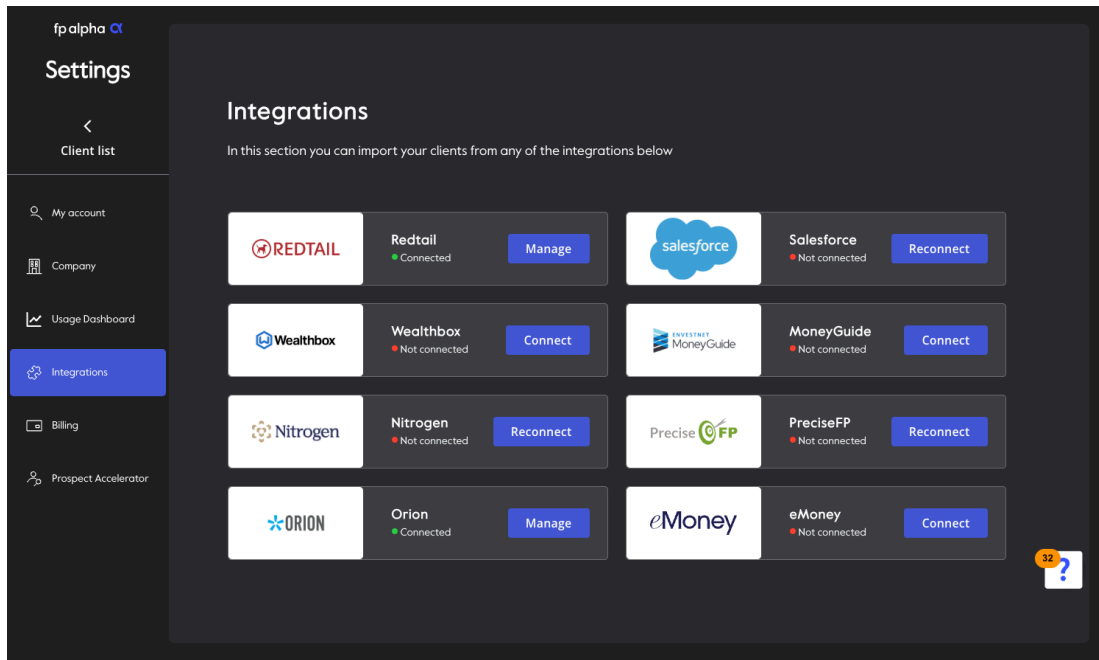 fp alpha
Settings
Client list
My account
Company
Usage Dashboard
Integrations
Billing
Prospect Accelerator
Integrations
In this section you can import your clients from any of the integrations below
REDTAIL
Redtail
Connected
Manage
salesforce
Salesforce
Not connected
Reconnect
Wealthbox
Wealthbox
Not connected
Connect
ENVESTNET
MoneyGuide
MoneyGuide
Not connected
Connect
Nitrogen
Nitrogen
Not connected
Reconnect
Precise FP
PreciseFP
Not connected
Reconnect
ORION
Orion
Connected
Manage
eMoney
eMoney
Not connected
Connect
32
?